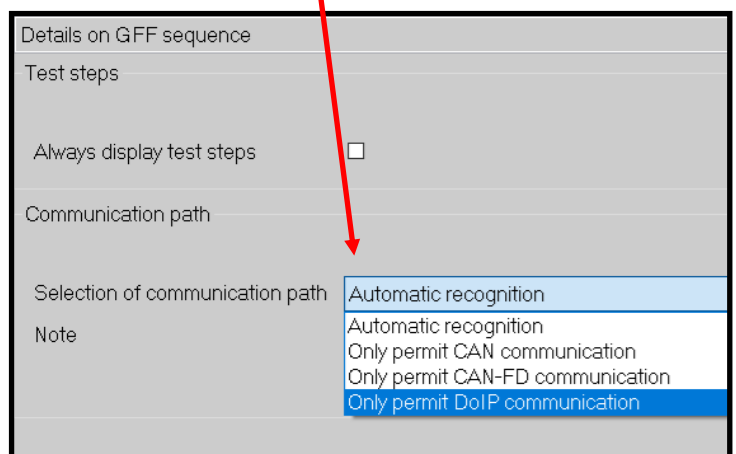 Details on GFF sequence
Test steps
Always display test steps
Communication path
Selection of communication path Automatic recognition
Note
Automatic recognition
Only permit CAN communication
Only permit CAN-FD communication
Only permit DoIP communication